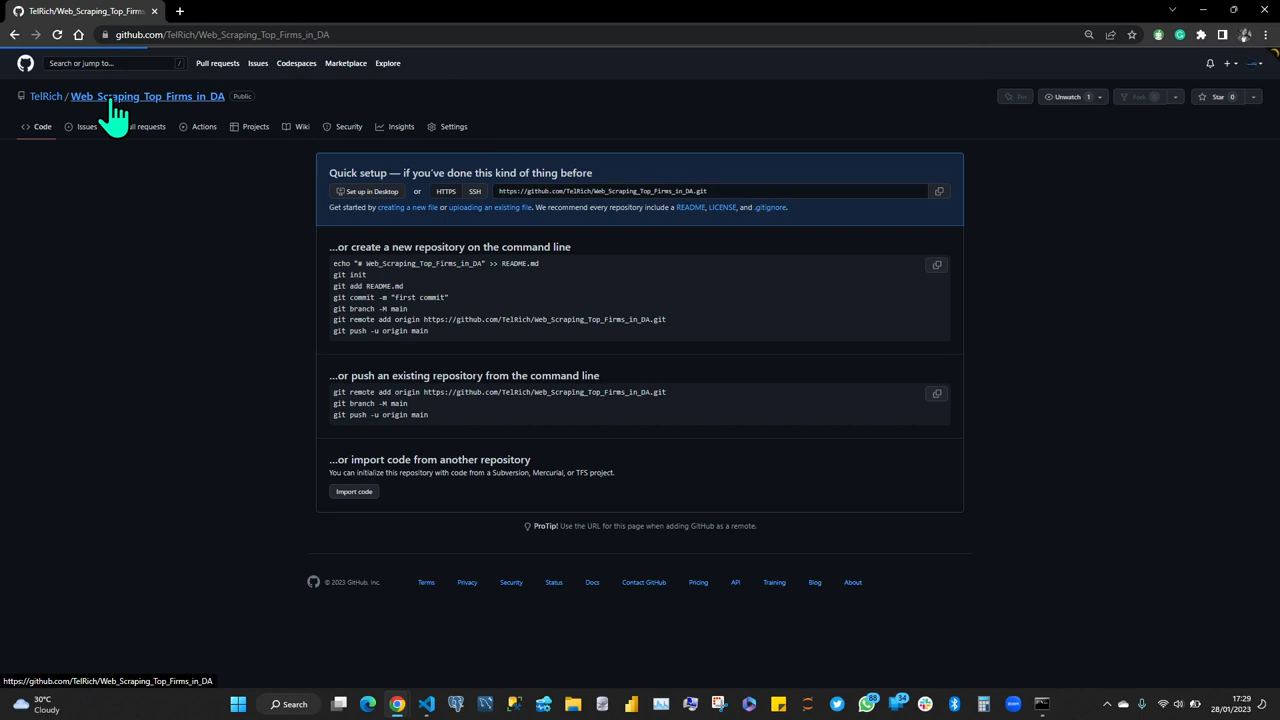 TelRich/Web_Scraping_Top_Firms
github.com/TelRich/Web_Scraping_Top_Firms_in_DA
Search or jump to... /
Pull requests Issues Codespaces Marketplace Explore
TelRich / Web_Scraping_Top_Firms_in_DA Public
Pin Unwatch 1 Fork 0 Star 0
Code Issues Pull requests Actions Projects Wiki Security Insights Settings
Quick setup — if you've done this kind of thing before
Set up in Desktop or HTTPS SSH https://github.com/TelRich/Web_Scraping_Top_Firms_in_DA.git
Get started by creating a new file or uploading an existing file. We recommend every repository include a README, LICENSE, and .gitignore.
...or create a new repository on the command line
echo "# Web_Scraping_Top_Firms_in_DA" >> README.md
git init
git add README.md
git commit -m "first commit"
git branch -M main
git remote add origin https://github.com/TelRich/Web_Scraping_Top_Firms_in_DA.git
git push -u origin main
...or push an existing repository from the command line
git remote add origin https://github.com/TelRich/Web_Scraping_Top_Firms_in_DA.git
git branch -M main
git push -u origin main
...or import code from another repository
You can initialize this repository with code from a Subversion, Mercurial, or TFS project.
Import code
ProTip! Use the URL for this page when adding GitHub as a remote.
© 2023 GitHub, Inc. Terms Privacy Security Status Docs Contact GitHub Pricing API Training Blog About
https://github.com/TelRich/Web_Scraping_Top_Firms_in_DA
30°C
Cloudy
Search
88
34
zoom
17:29
28/01/2023